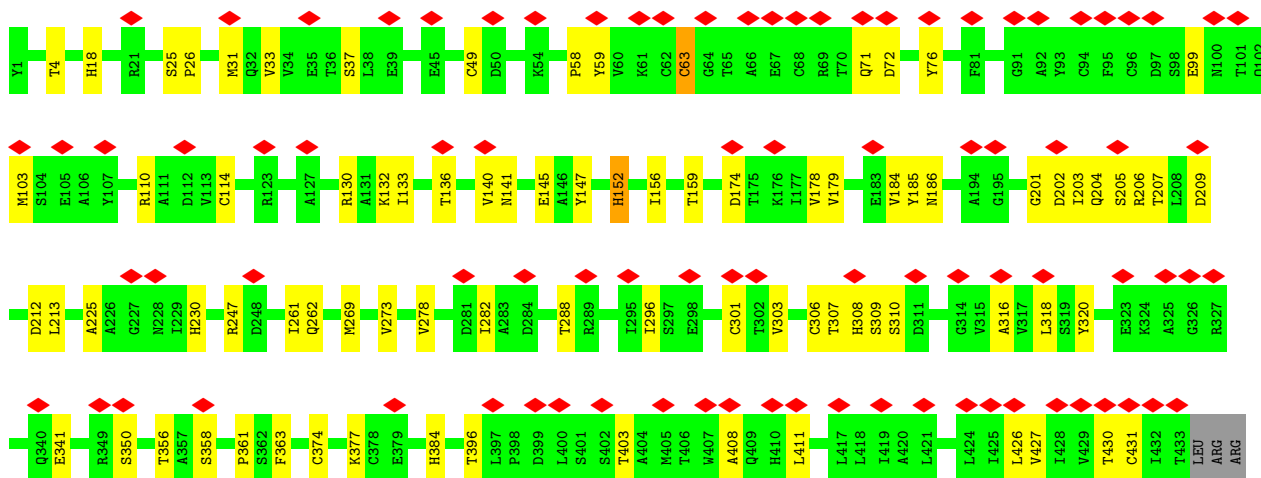 Y1 T4 H18 R21 S25 P26 M31 Q32 V33 V34 E35 T36 S37 L38 E39 E45 C49 D50 K54 P58 Y59 V60 K61 C62 C63 G64 T65 A66 E67 C68 R69 T70 Q71 D72 Y76 F81 G91 A92 Y93 C94 F95 C96 D97 S98 E99 N100 T101 D102
M103 S104 E105 A106 Y107 R110 A111 D112 V113 C114 R123 A127 R130 A131 K132 I133 T136 V140 N141 E145 A146 Y147 H152 I156 T159 D174 T175 K176 I177 V178 V179 E183 V184 Y185 N186 A194 G195 G201 D202 I203 Q204 S205 R206 T207 L208 D209
D212 L213 A225 A226 G227 N228 I229 H230 R247 D248 I261 Q262 M269 V273 V278 D281 I282 A283 D284 T288 R289 I295 I296 S297 E298 C301 T302 V303 C306 T307 H308 S309 S310 D311 G314 V315 A316 V317 L318 S319 Y320 E323 K324 A325 G326 R327
Q340 E341 R349 S350 T356 A357 S358 P361 S362 F363 C374 K377 C378 E379 H384 T396 L397 P398 D399 L400 S401 S402 T403 A404 M405 T406 W407 A408 Q409 H410 L411 L417 L418 I419 A420 L421 L424 I425 L426 V427 I428 V429 T430 C431 I432 T433 LEU ARG ARG